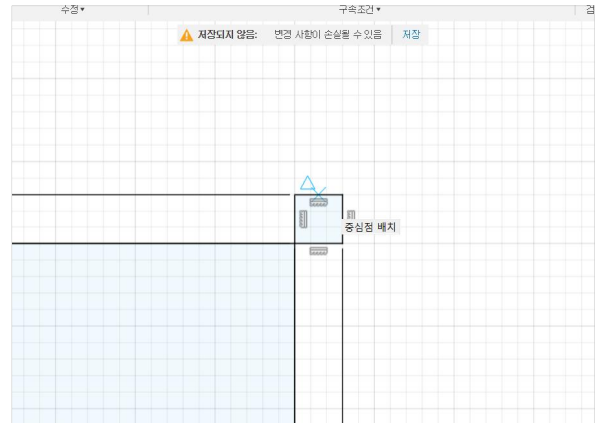 수정▾ 구속조건▾ 검
저장되지 않음: 변경 사항이 손실될 수 있음 저장
중심점 배치